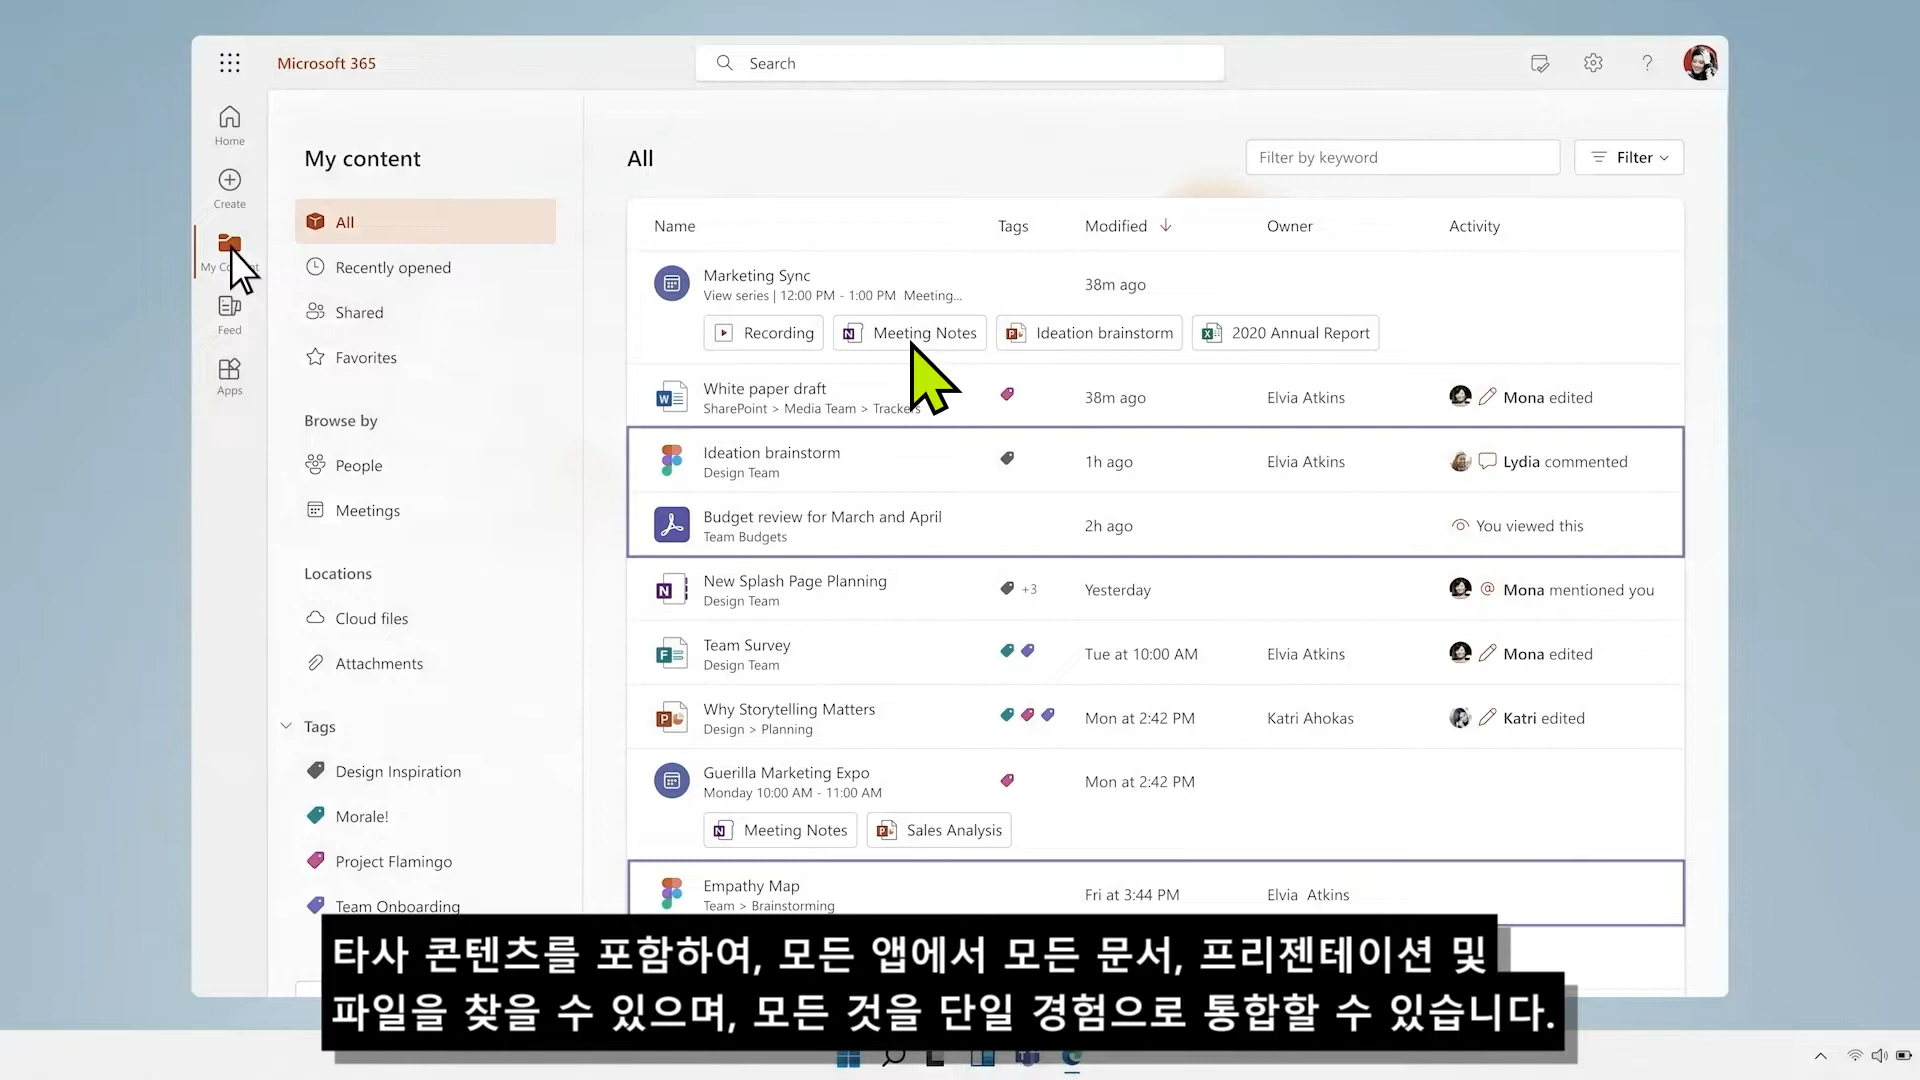 Microsoft 365
Search
?
Home
Create
Feed
Apps
My content
All
Recently opened
Shared
Favorites
Browse by
People
Meetings
Locations
Cloud files
Attachments
Tags
Design Inspiration
Morale!
Project Flamingo
Team Onboarding
All
Filter by keyword
Filter
Name Tags Modified Owner Activity
Marketing Sync
View series | 12:00 PM - 1:00 PM Meeting...
38m ago
Recording Meeting Notes Ideation brainstorm 2020 Annual Report
White paper draft
SharePoint > Media Team > Trackers
38m ago Elvia Atkins Mona edited
Ideation brainstorm
Design Team
1h ago Elvia Atkins Lydia commented
Budget review for March and April
Team Budgets
2h ago You viewed this
New Splash Page Planning
Design Team
+3 Yesterday Mona mentioned you
Team Survey
Design Team
Tue at 10:00 AM Elvia Atkins Mona edited
Why Storytelling Matters
Design > Planning
Mon at 2:42 PM Katri Ahokas Katri edited
Guerilla Marketing Expo
Monday 10:00 AM - 11:00 AM
Mon at 2:42 PM
Meeting Notes Sales Analysis
Empathy Map
Team > Brainstorming
Fri at 3:44 PM Elvia Atkins
타사 콘텐츠를 포함하여, 모든 앱에서 모든 문서, 프리젠테이션 및
파일을 찾을 수 있으며, 모든 것을 단일 경험으로 통합할 수 있습니다.